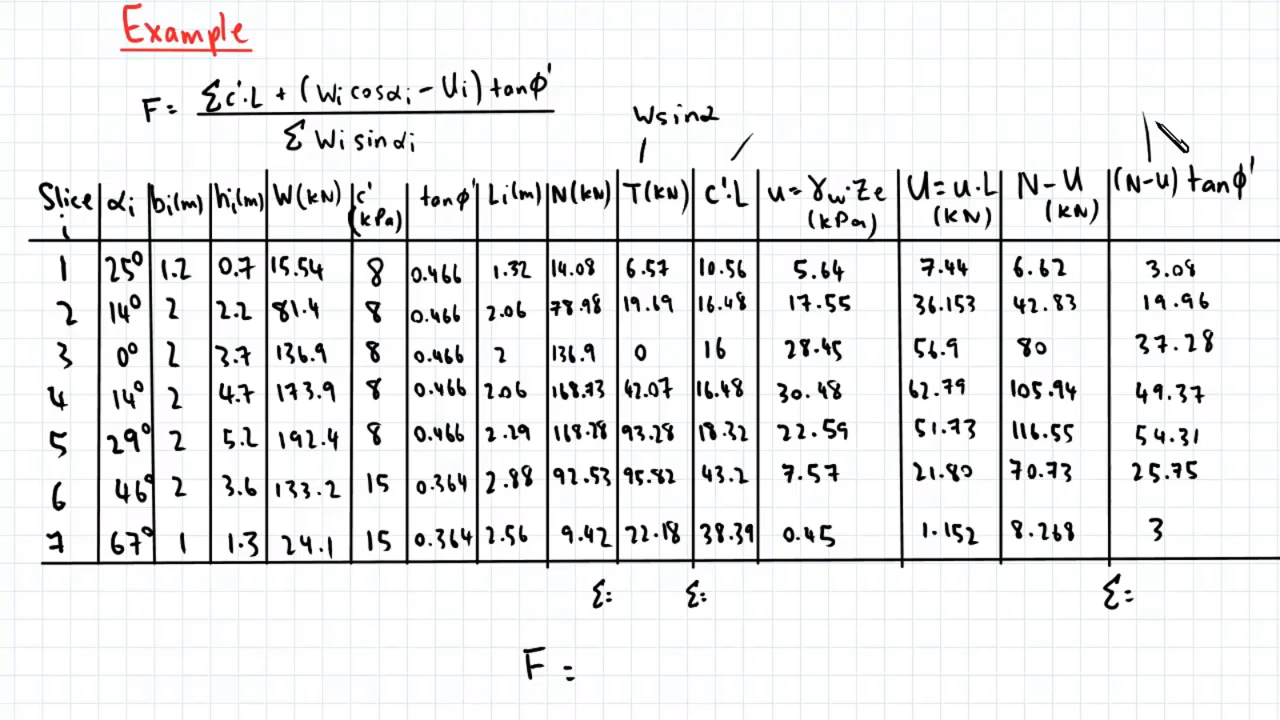 Example
F = Σc'.L + (Wi cosαi - Ui) tanϕ'
Σ Wi sinαi
Wsinα
Slice i | αi | bi(m) | hi(m) | W(KN) | c' (kPa) | tanϕ' | Li(m) | N(KN) | T(KN) | C'.L | u = γw.Ze (kPa) | U = u.L (KN) | N-U (KN) | (N-U) tanϕ'
1 | 25° | 1.2 | 0.7 | 15.54 | 8 | 0.466 | 1.32 | 14.08 | 6.57 | 10.56 | 5.64 | 7.44 | 6.62 | 3.08
2 | 14° | 2 | 2.2 | 81.4 | 8 | 0.466 | 2.06 | 78.98 | 19.69 | 16.48 | 17.55 | 36.153 | 42.83 | 19.96
3 | 0° | 2 | 3.7 | 136.9 | 8 | 0.466 | 2 | 136.9 | 0 | 16 | 28.45 | 56.9 | 80 | 37.28
4 | 14° | 2 | 4.7 | 173.9 | 8 | 0.466 | 2.06 | 168.73 | 42.07 | 16.48 | 30.48 | 62.79 | 105.94 | 49.37
5 | 29° | 2 | 5.2 | 192.4 | 8 | 0.466 | 2.29 | 168.28 | 93.28 | 18.32 | 22.59 | 51.73 | 116.55 | 54.31
6 | 46° | 2 | 3.6 | 133.2 | 15 | 0.364 | 2.88 | 92.53 | 95.82 | 43.2 | 7.57 | 21.80 | 70.73 | 25.75
7 | 67° | 1 | 1.3 | 24.1 | 15 | 0.364 | 2.56 | 9.42 | 22.18 | 38.39 | 0.45 | 1.152 | 8.268 | 3
Σ= Σ= Σ=
F =